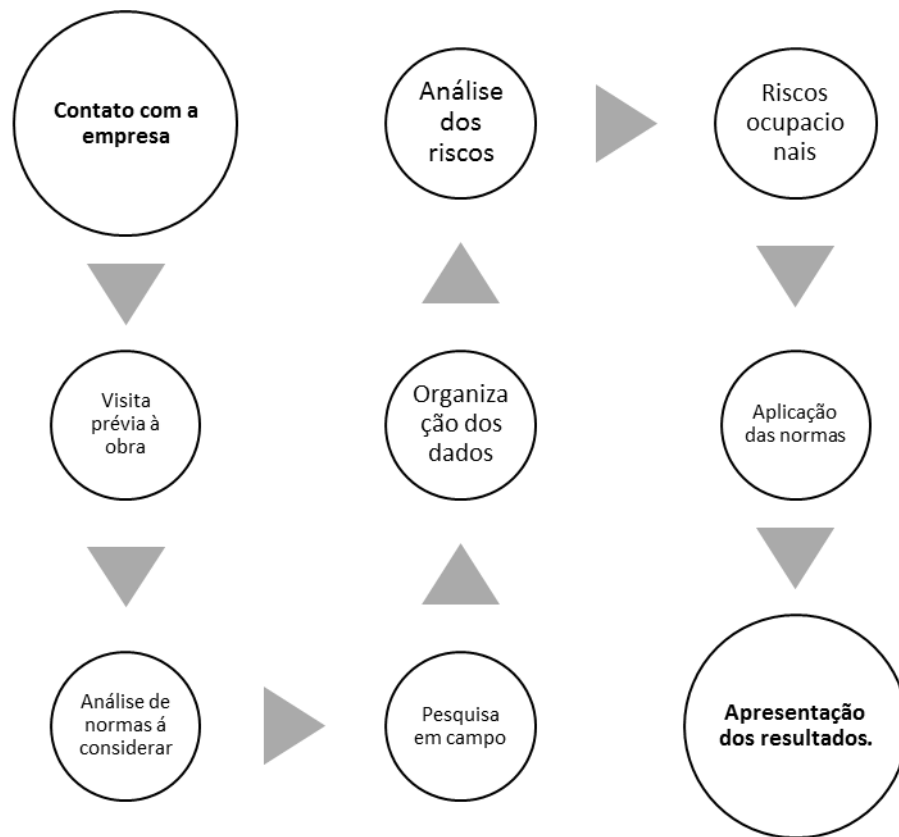 Contato com a
empresa
Visita
prévia à
obra
Análise de
normas á
considerar
Pesquisa
em campo
Organiza
ção dos
dados
Análise
dos
riscos
Riscos
ocupacio
nais
Aplicação
das normas
Apresentação
dos resultados.